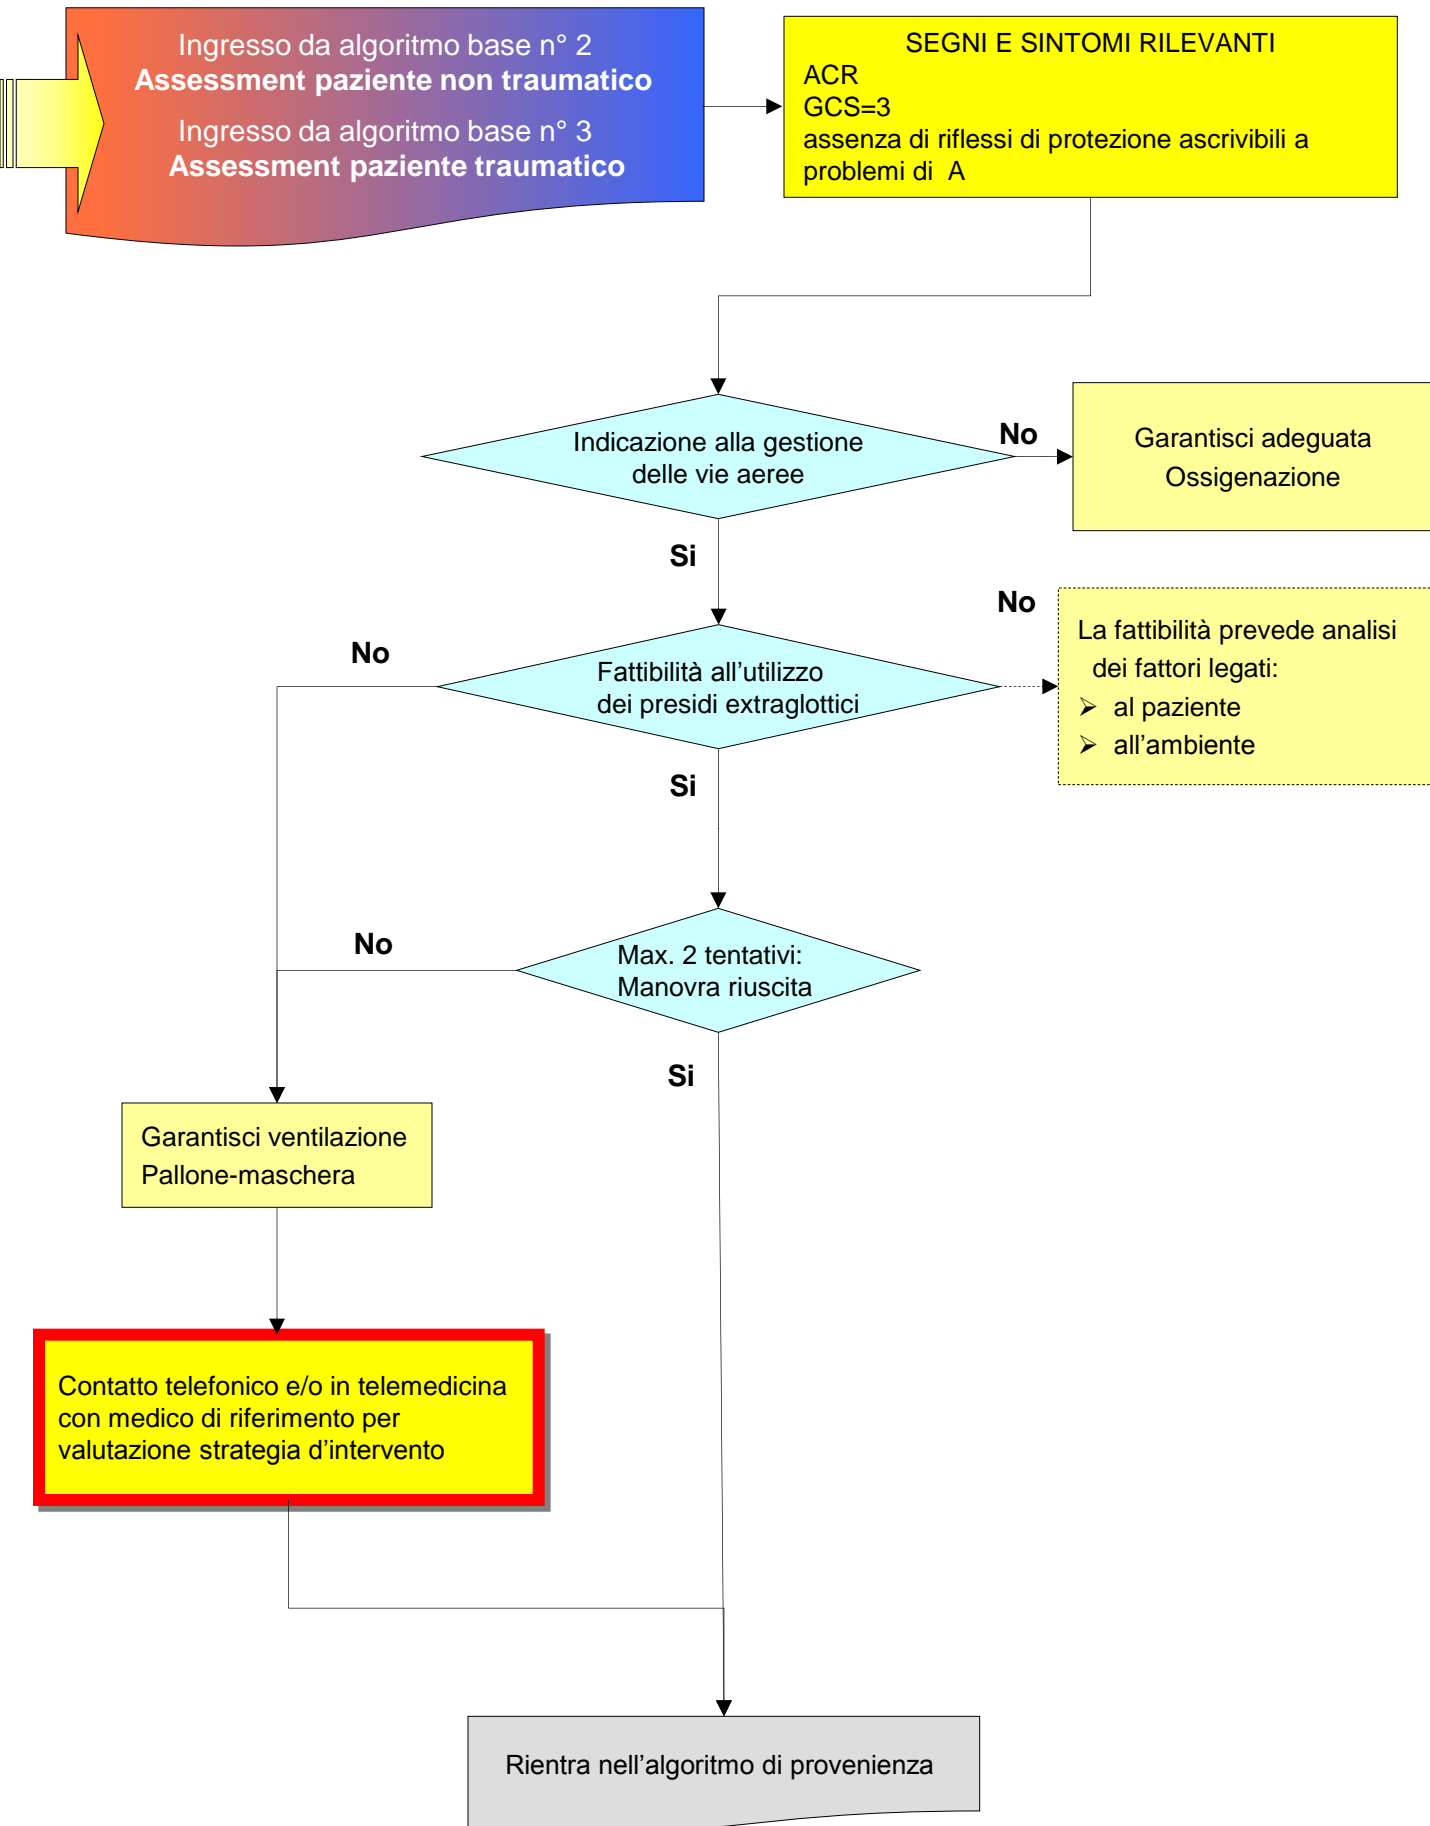 Ingresso da algoritmo base n° 2
Assessment paziente non traumatico
Ingresso da algoritmo base n° 3
Assessment paziente traumatico
SEGNI E SINTOMI RILEVANTI
ACR
GCS=3
assenza di riflessi di protezione ascrivibili a
problemi di A
Indicazione alla gestione
delle vie aeree
No
Garantisci adeguata
Ossigenazione
Si
No
No
Fattibilità all’utilizzo
dei presidi extraglottici
La fattibilità prevede analisi
dei fattori legati:
➢ al paziente
➢ all’ambiente
Si
No
Max. 2 tentativi:
Manovra riuscita
Si
Garantisci ventilazione
Pallone-maschera
Contatto telefonico e/o in telemedicina
con medico di riferimento per
valutazione strategia d’intervento
Rientra nell’algoritmo di provenienza